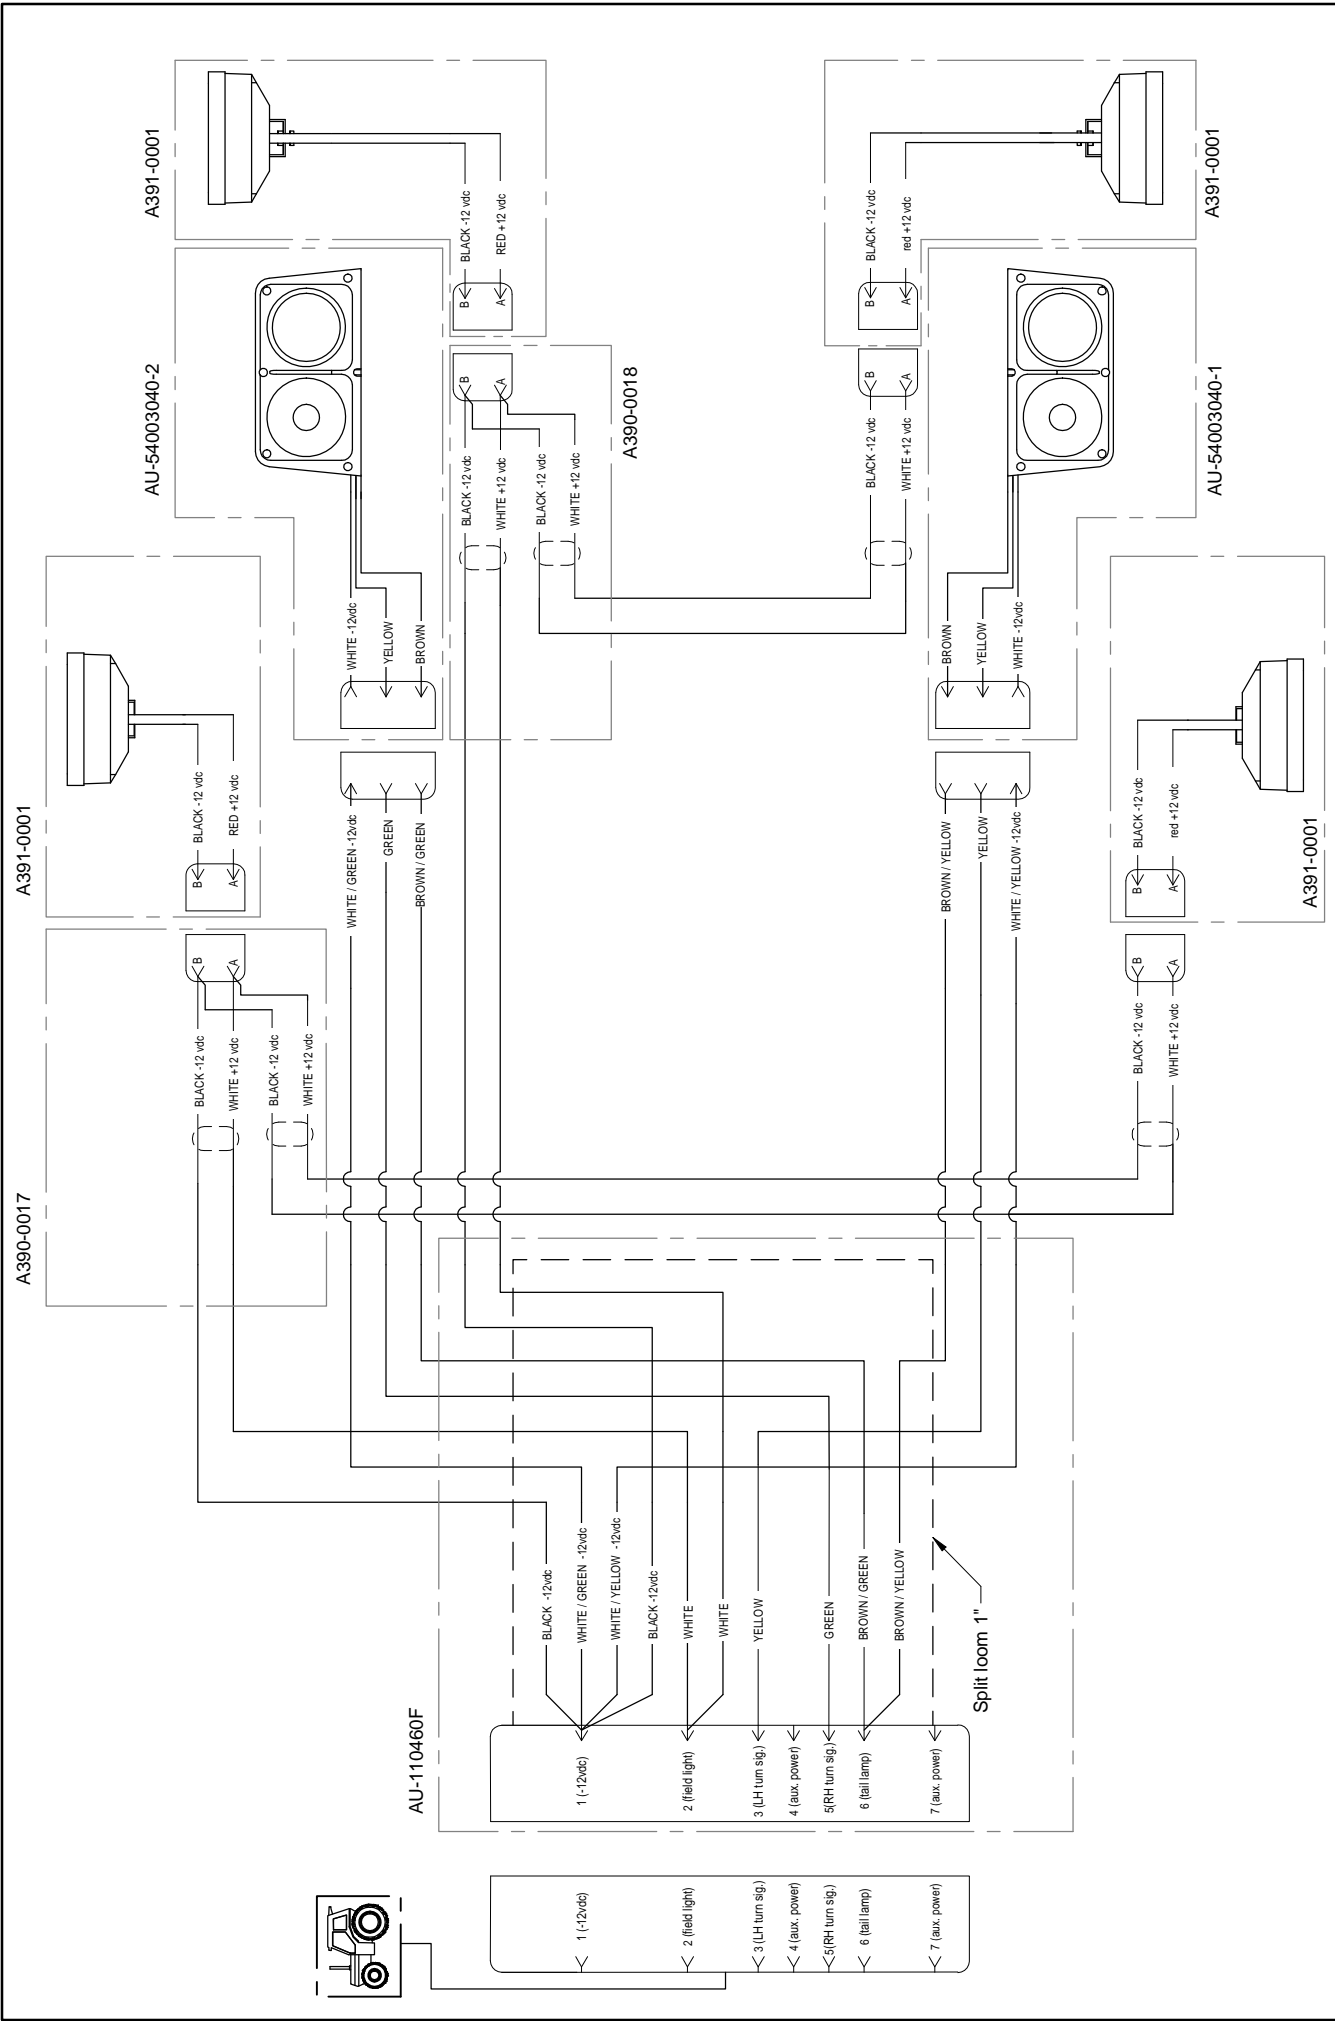 A391-0001
BLACK -12 vdc
RED +12 vdc
B
A
AU-54003040-2
WHITE -12vdc
YELLOW
BROWN
A391-0001
BLACK -12 vdc
RED +12 vdc
B
A
A390-0018
B
A
BLACK -12 vdc
WHITE +12 vdc
BLACK -12 vdc
WHITE +12 vdc
A391-0001
BLACK -12 vdc
red +12 vdc
B
A
B
A
BLACK -12 vdc
WHITE +12 vdc
AU-54003040-1
BROWN
YELLOW
WHITE -12vdc
A391-0001
BLACK -12 vdc
red +12 vdc
B
A
B
A
BLACK -12 vdc
WHITE +12 vdc
A390-0017
B
A
BLACK -12 vdc
WHITE +12 vdc
BLACK -12 vdc
WHITE +12 vdc
WHITE / GREEN -12vdc
GREEN
BROWN / GREEN
BROWN / YELLOW
YELLOW
WHITE / YELLOW -12vdc
AU-110460F
BLACK -12vdc
WHITE / GREEN -12vdc
WHITE / YELLOW -12vdc
BLACK -12vdc
WHITE
WHITE
YELLOW
GREEN
BROWN / GREEN
BROWN / YELLOW
Split loom 1"
1 (-12vdc)
2 (field light)
3 (LH turn sig.)
4 (aux. power)
5(RH turn sig.)
6 (tail lamp)
7 (aux. power)
1 (-12vdc)
2 (field light)
3 (LH turn sig.)
4 (aux. power)
5(RH turn sig.)
6 (tail lamp)
7 (aux. power)